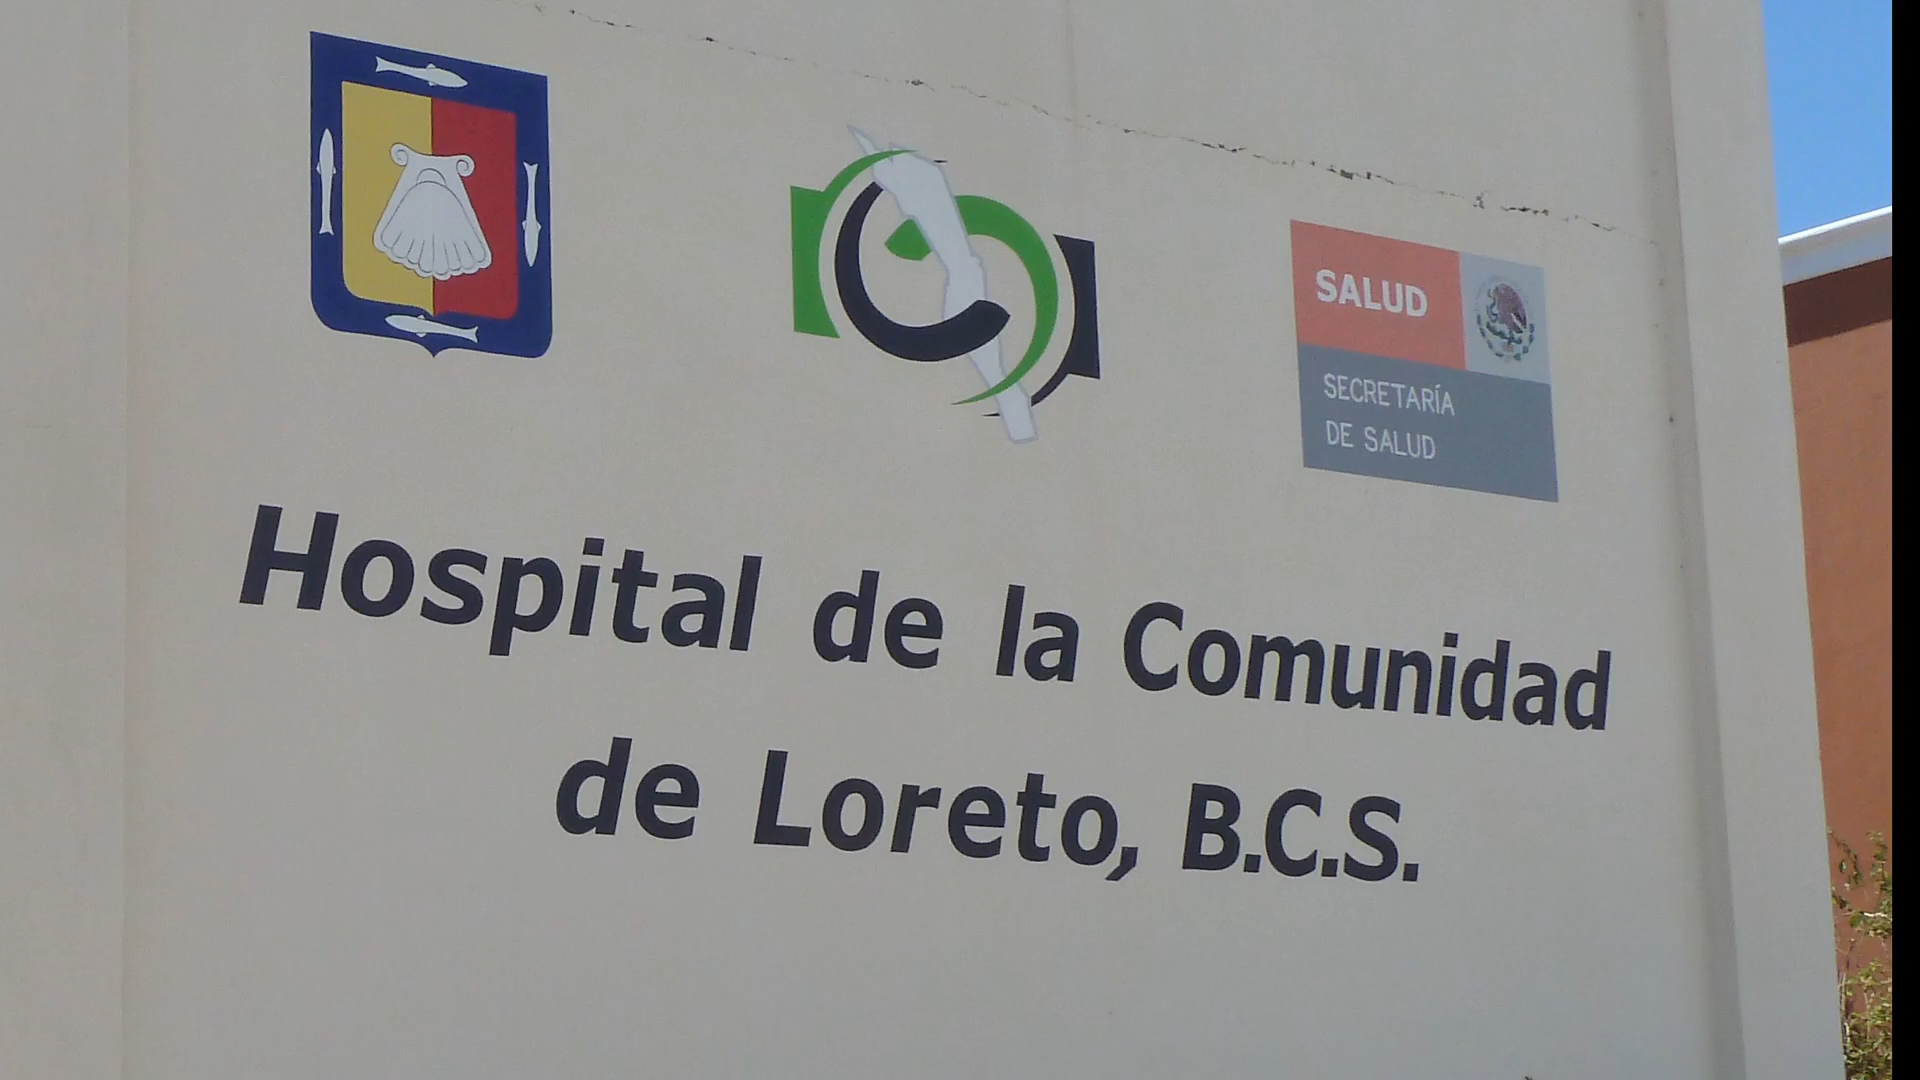 SALUD
SECRETARÍA
DE SALUD
Hospital de la Comunidad
de Loreto, B.C.S.